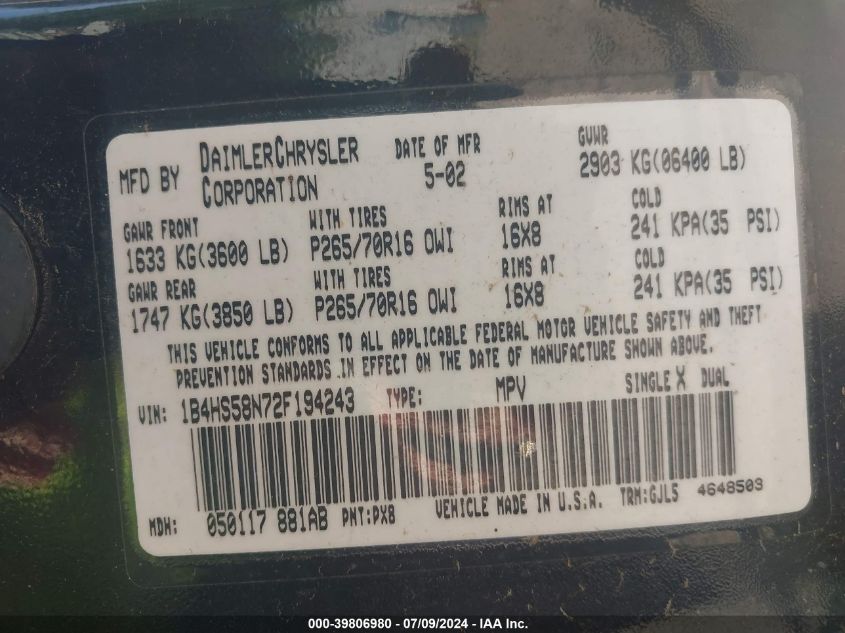 MFD BY DAIMLERCHRYSLER CORPORATION DATE OF MFR 5-02 GVWR 2903 KG(06400 LB)
GAWR FRONT WITH TIRES RIMS AT COLD
1633 KG(3600 LB) P265/70R16 OWI 16X8 241 KPA(35 PSI)
GAWR REAR WITH TIRES RIMS AT COLD
1747 KG(3850 LB) P265/70R16 OWI 16X8 241 KPA(35 PSI)
THIS VEHICLE CONFORMS TO ALL APPLICABLE FEDERAL MOTOR VEHICLE SAFETY AND THEFT
PREVENTION STANDARDS IN EFFECT ON THE DATE OF MANUFACTURE SHOWN ABOVE.
VIN: 1B4HS58N72F194243 TYPE: MPV SINGLE X DUAL
MDH: 050117 881AB PNT:PX8 VEHICLE MADE IN U.S.A. TRM:GJL5 4648503
000-39806980 - 07/09/2024 - IAA Inc.